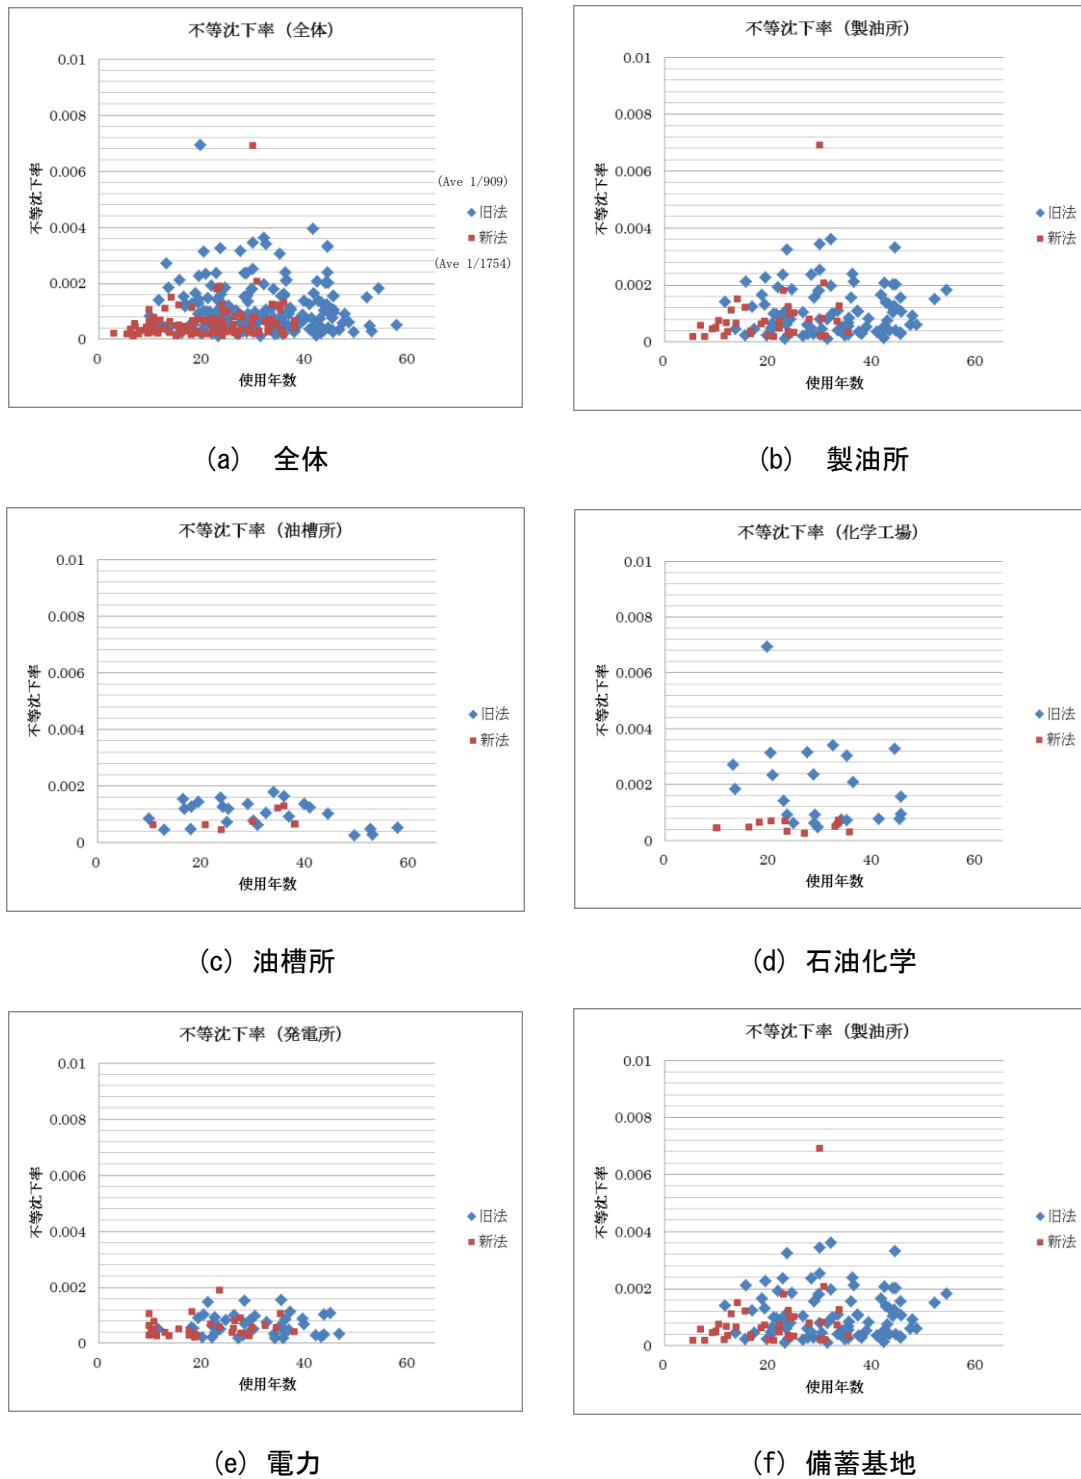 不等沈下率（全体）
0.01
0.008
0.006
0.004
0.002
0
0 20 40 60
不等沈下率
使用年数
(Ave 1/909)
旧法
新法
(Ave 1/1754)
(a) 全体
不等沈下率（製油所）
0.01
0.008
0.006
0.004
0.002
0
0 20 40 60
不等沈下率
使用年数
旧法
新法
(b) 製油所
不等沈下率（油槽所）
0.01
0.008
0.006
0.004
0.002
0
0 20 40 60
不等沈下率
使用年数
旧法
新法
(c) 油槽所
不等沈下率（化学工場）
0.01
0.008
0.006
0.004
0.002
0
0 20 40 60
不等沈下率
使用年数
旧法
新法
(d) 石油化学
不等沈下率（発電所）
0.01
0.008
0.006
0.004
0.002
0
0 20 40 60
不等沈下率
使用年数
旧法
新法
(e) 電力
不等沈下率（製油所）
0.01
0.008
0.006
0.004
0.002
0
0 20 40 60
不等沈下率
使用年数
旧法
新法
(f) 備蓄基地